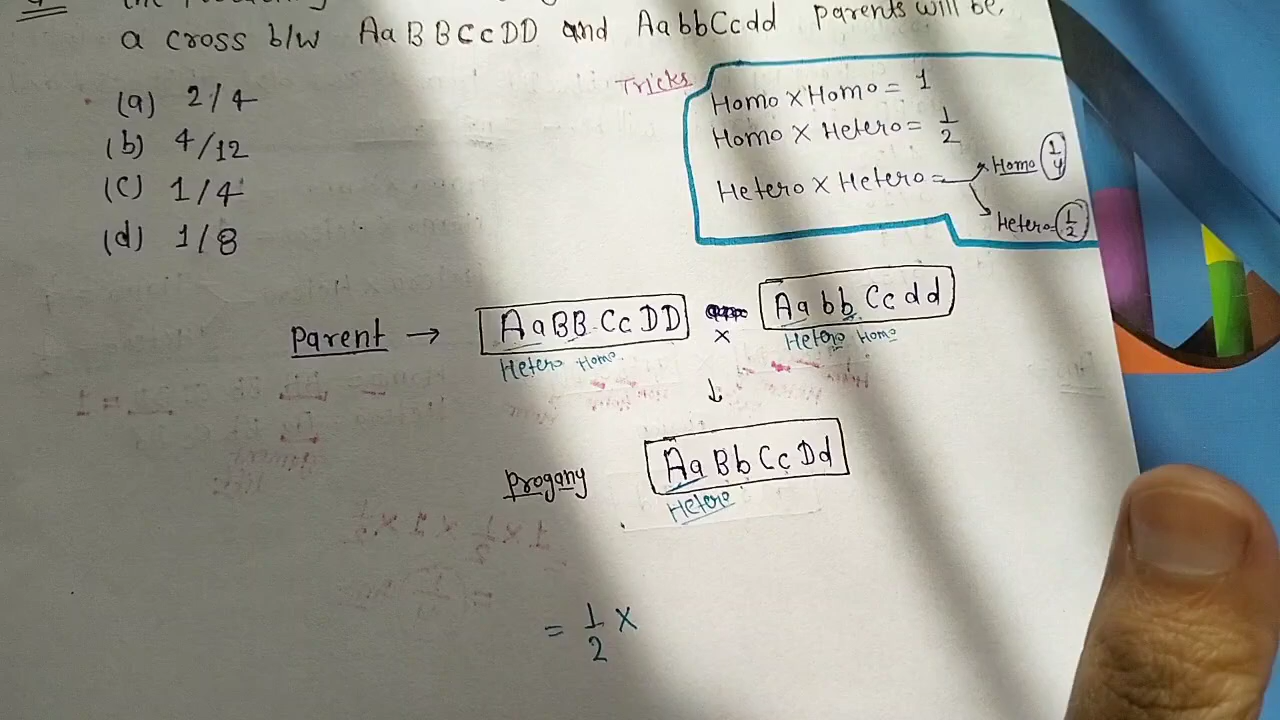 a cross b/w AaBBCcDD and AabbCcdd parents will be
(a) 2/4
(b) 4/12
(c) 1/4
(d) 1/8
Tricks
Homo x Homo = 1
Homo x Hetero = 1/2
Hetero x Hetero = Homo 1/4
Hetero = 1/2
Parent → AaBBCcDD x AabbCcdd
Hetero Homo Hetero Homo
↓
Progany AaBbCcDd
Hetero
= 1/2 x